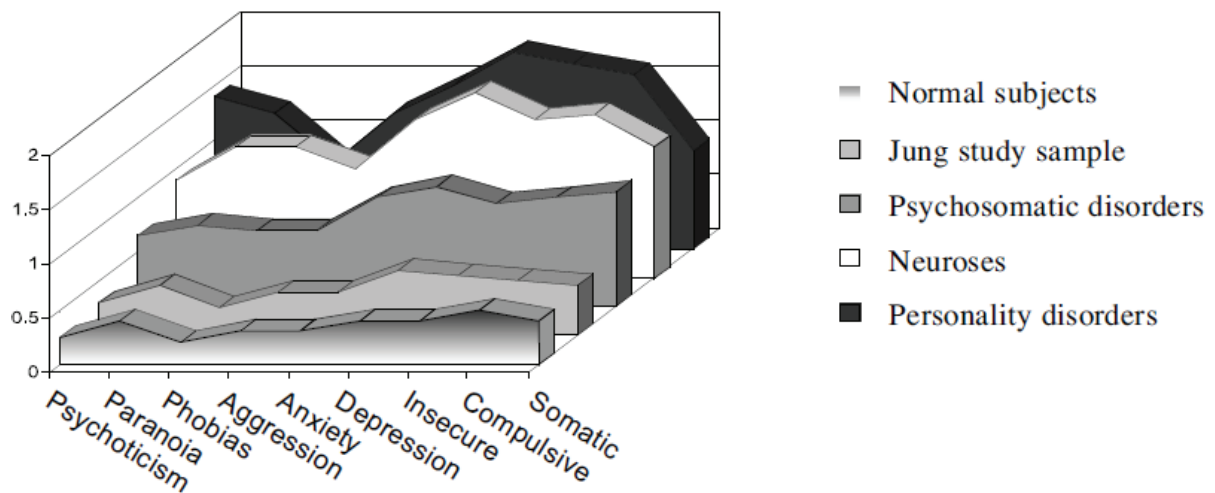 2
1.5
1
0.5
0
Psychoticism
Paranoia
Phobias
Aggression
Anxiety
Depression
Insecure
Compulsive
Somatic
Normal subjects
Jung study sample
Psychosomatic disorders
Neuroses
Personality disorders